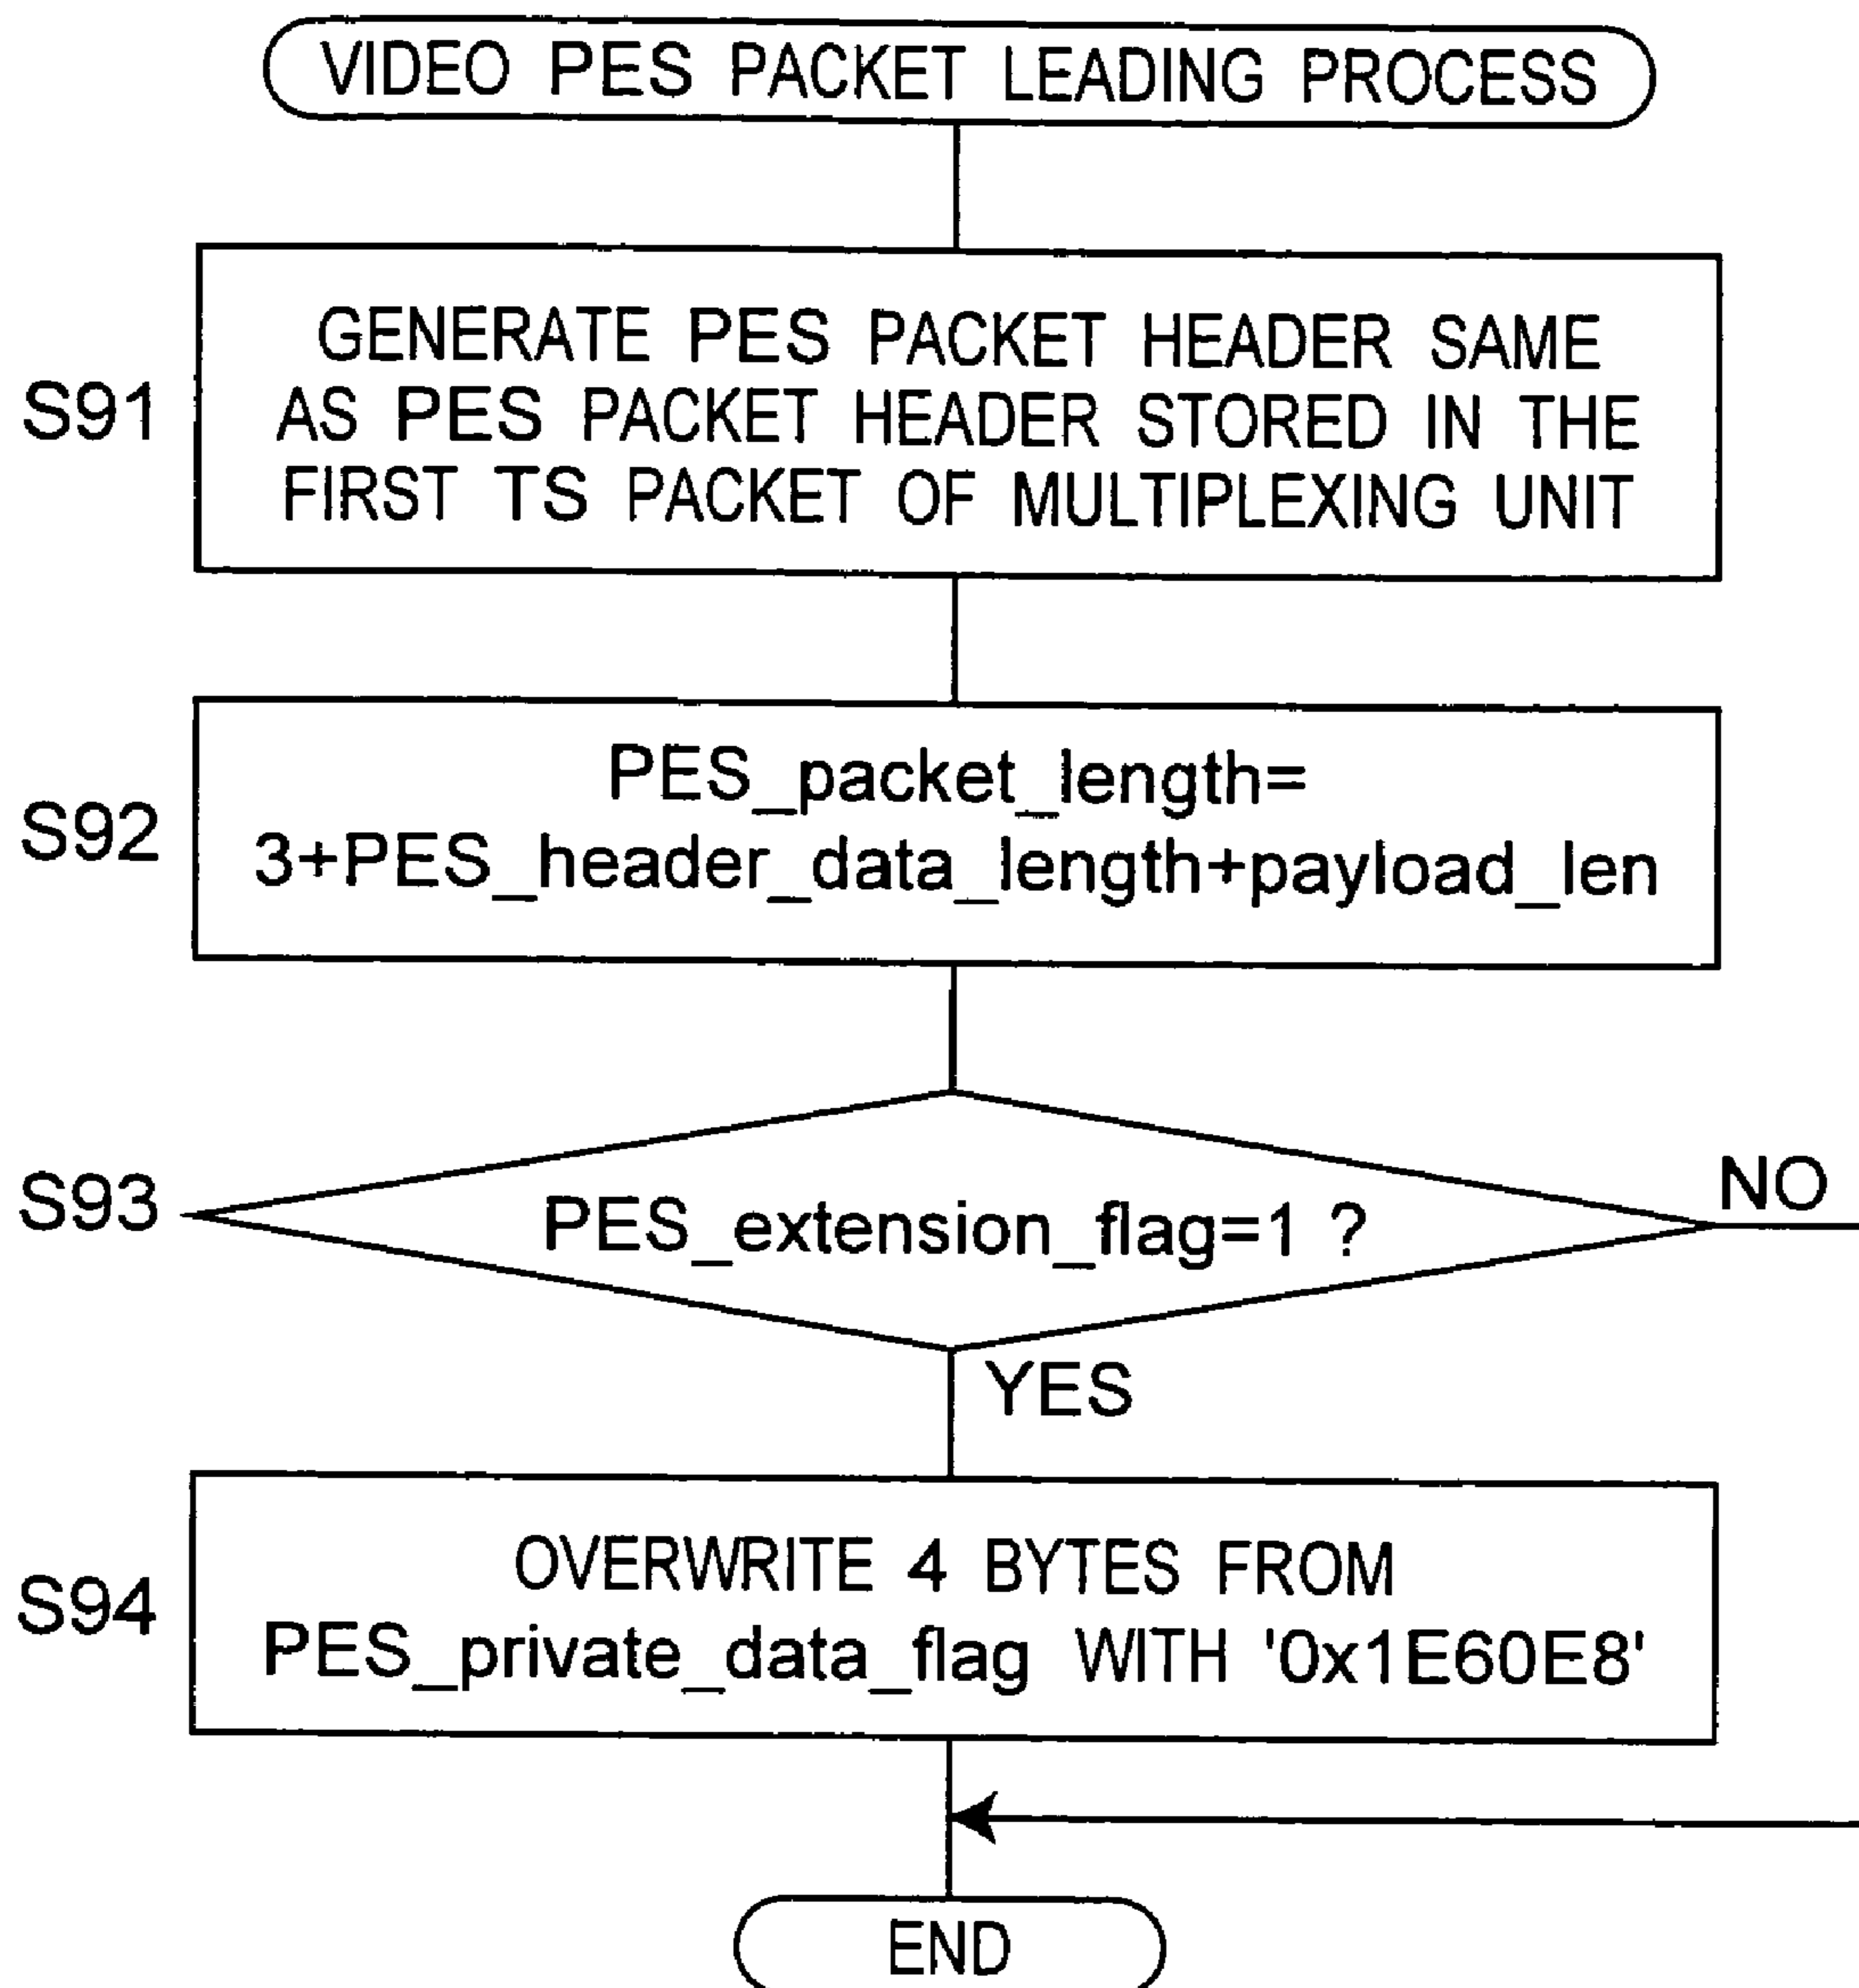 VIDEO PES PACKET LEADING PROCESS
S91
GENERATE PES PACKET HEADER SAME
AS PES PACKET HEADER STORED IN THE
FIRST TS PACKET OF MULTIPLEXING UNIT
S92
PES_packet_length=
3+PES_header_data_length+payload_len
S93
PES_extension_flag=1 ?
NO
YES
S94
OVERWRITE 4 BYTES FROM
PES_private_data_flag WITH '0x1E60E8'
END